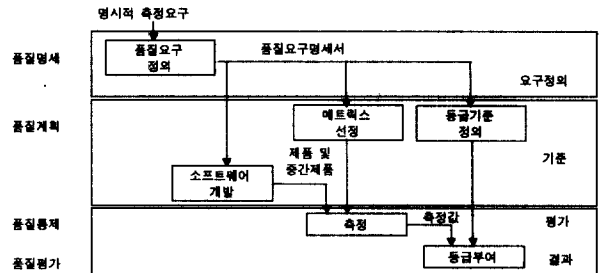 명시적 측정요구
품질명세
품질요구
정의
품질요구명세서
요구정의
품질계획
메트릭스
선정
등급기준
정의
기준
제품 및
중간제품
소프트웨어
개발
품질통제
측정
측정값
평가
품질평가
등급부여
결과